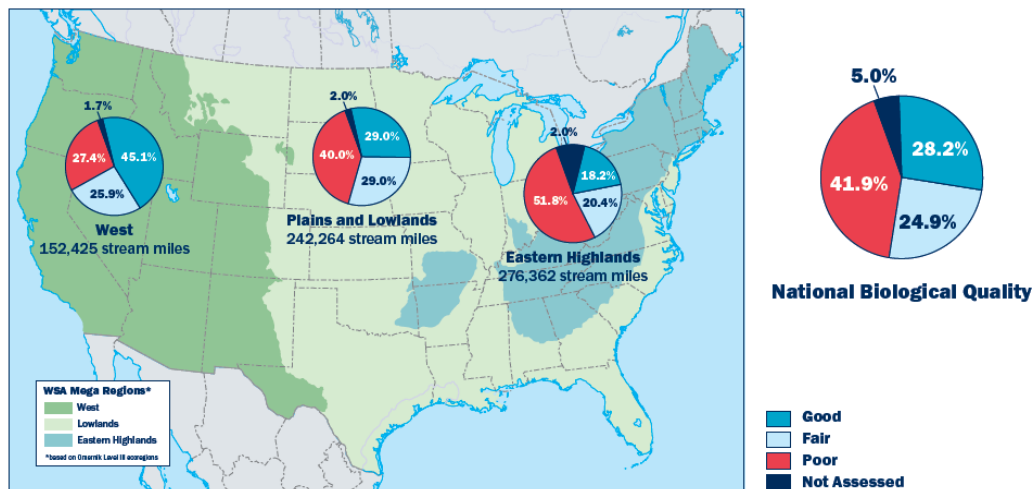 1.7%
45.1%
27.4%
25.9%
West
152,425 stream miles
2.0%
29.0%
40.0%
29.0%
Plains and Lowlands
242,264 stream miles
2.0%
18.2%
51.8%
20.4%
Eastern Highlands
276,362 stream miles
WSA Mega Regions*
West
Lowlands
Eastern Highlands
*based on Omernik Level III ecoregions
5.0%
28.2%
41.9%
24.9%
National Biological Quality
Good
Fair
Poor
Not Assessed